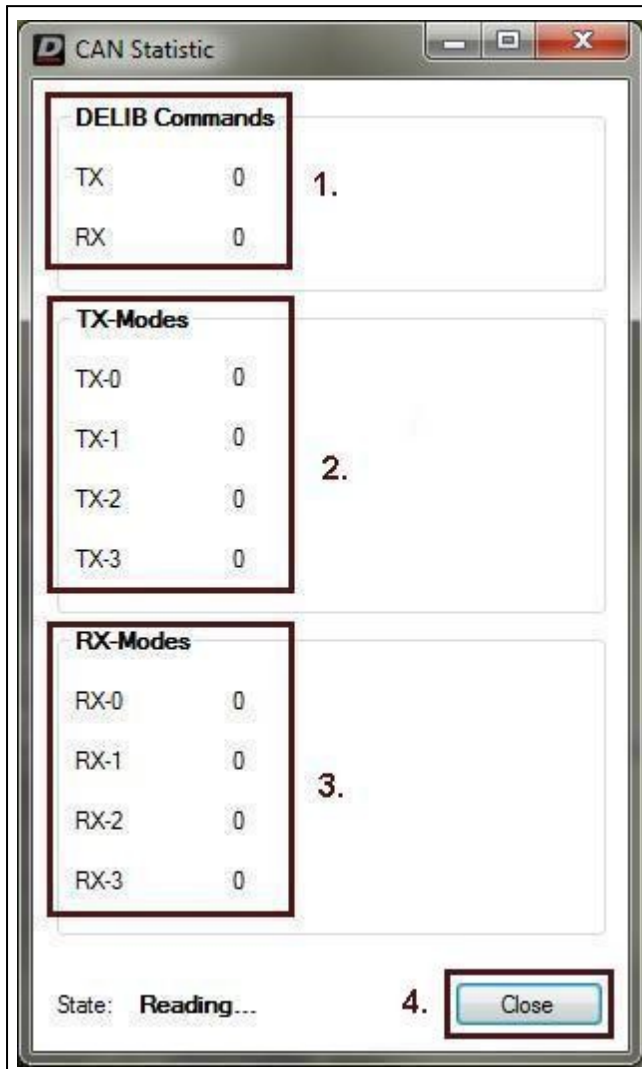 CAN Statistic
DELIB Commands
TX 0
RX 0
1.
TX-Modes
TX-0 0
TX-1 0
TX-2 0
TX-3 0
2.
RX-Modes
RX-0 0
RX-1 0
RX-2 0
RX-3 0
3.
State: Reading...
4. Close